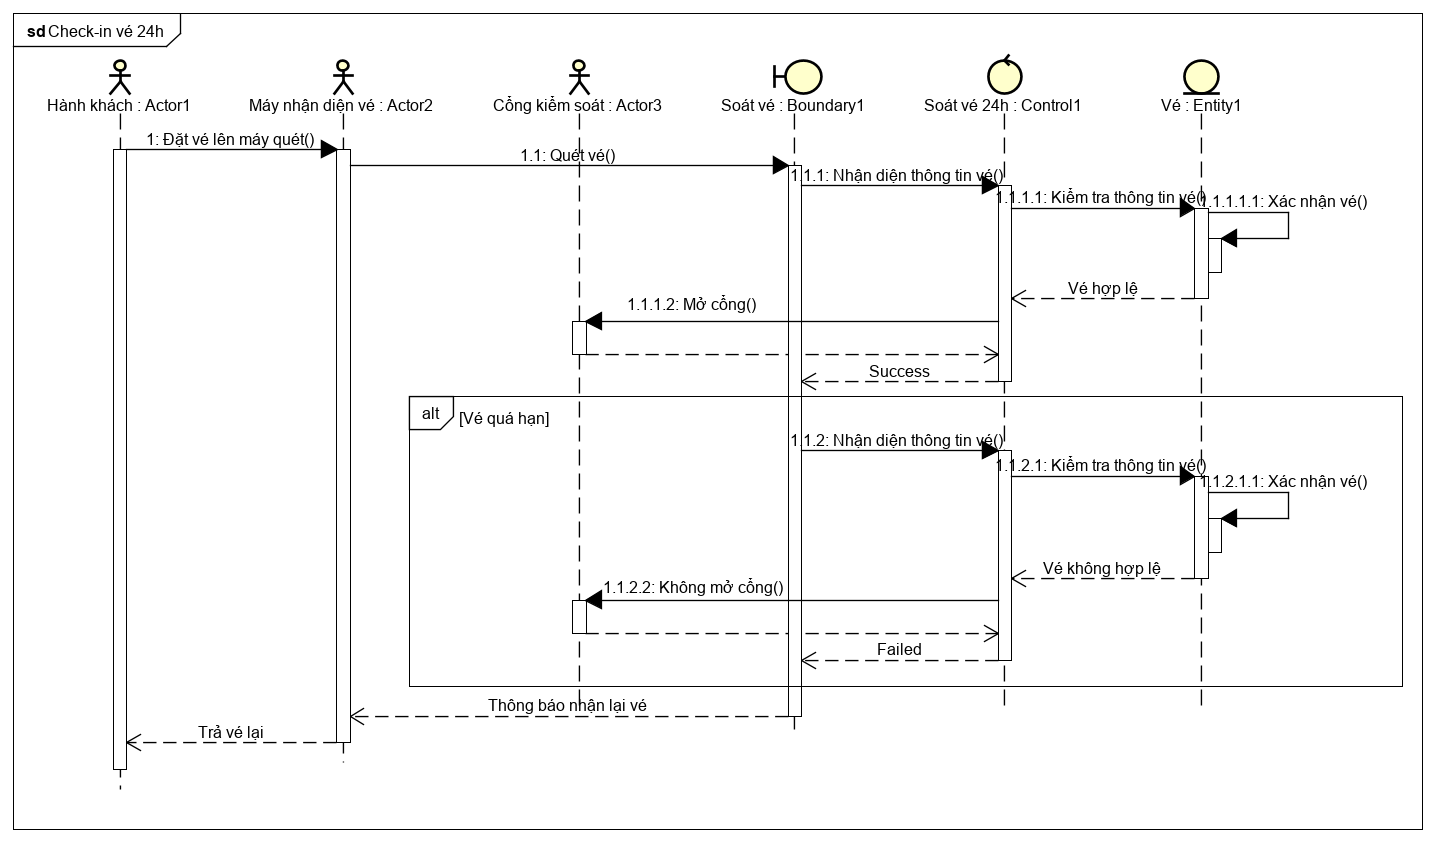 sd Check-in vé 24h
Hành khách : Actor1
Máy nhận diện vé : Actor2
Cổng kiểm soát : Actor3
Soát vé : Boundary1
Soát vé 24h : Control1
Vé : Entity1
1: Đặt vé lên máy quét()
1.1: Quét vé()
1.1.1: Nhận diện thông tin vé()
1.1.1.1: Kiểm tra thông tin vé()
1.1.1.1.1: Xác nhận vé()
Vé hợp lệ
1.1.1.2: Mở cổng()
Success
alt
[Vé quá hạn]
1.1.2: Nhận diện thông tin vé()
1.1.2.1: Kiểm tra thông tin vé()
1.1.2.1.1: Xác nhận vé()
Vé không hợp lệ
1.1.2.2: Không mở cổng()
Failed
Thông báo nhận lại vé
Trả vé lại